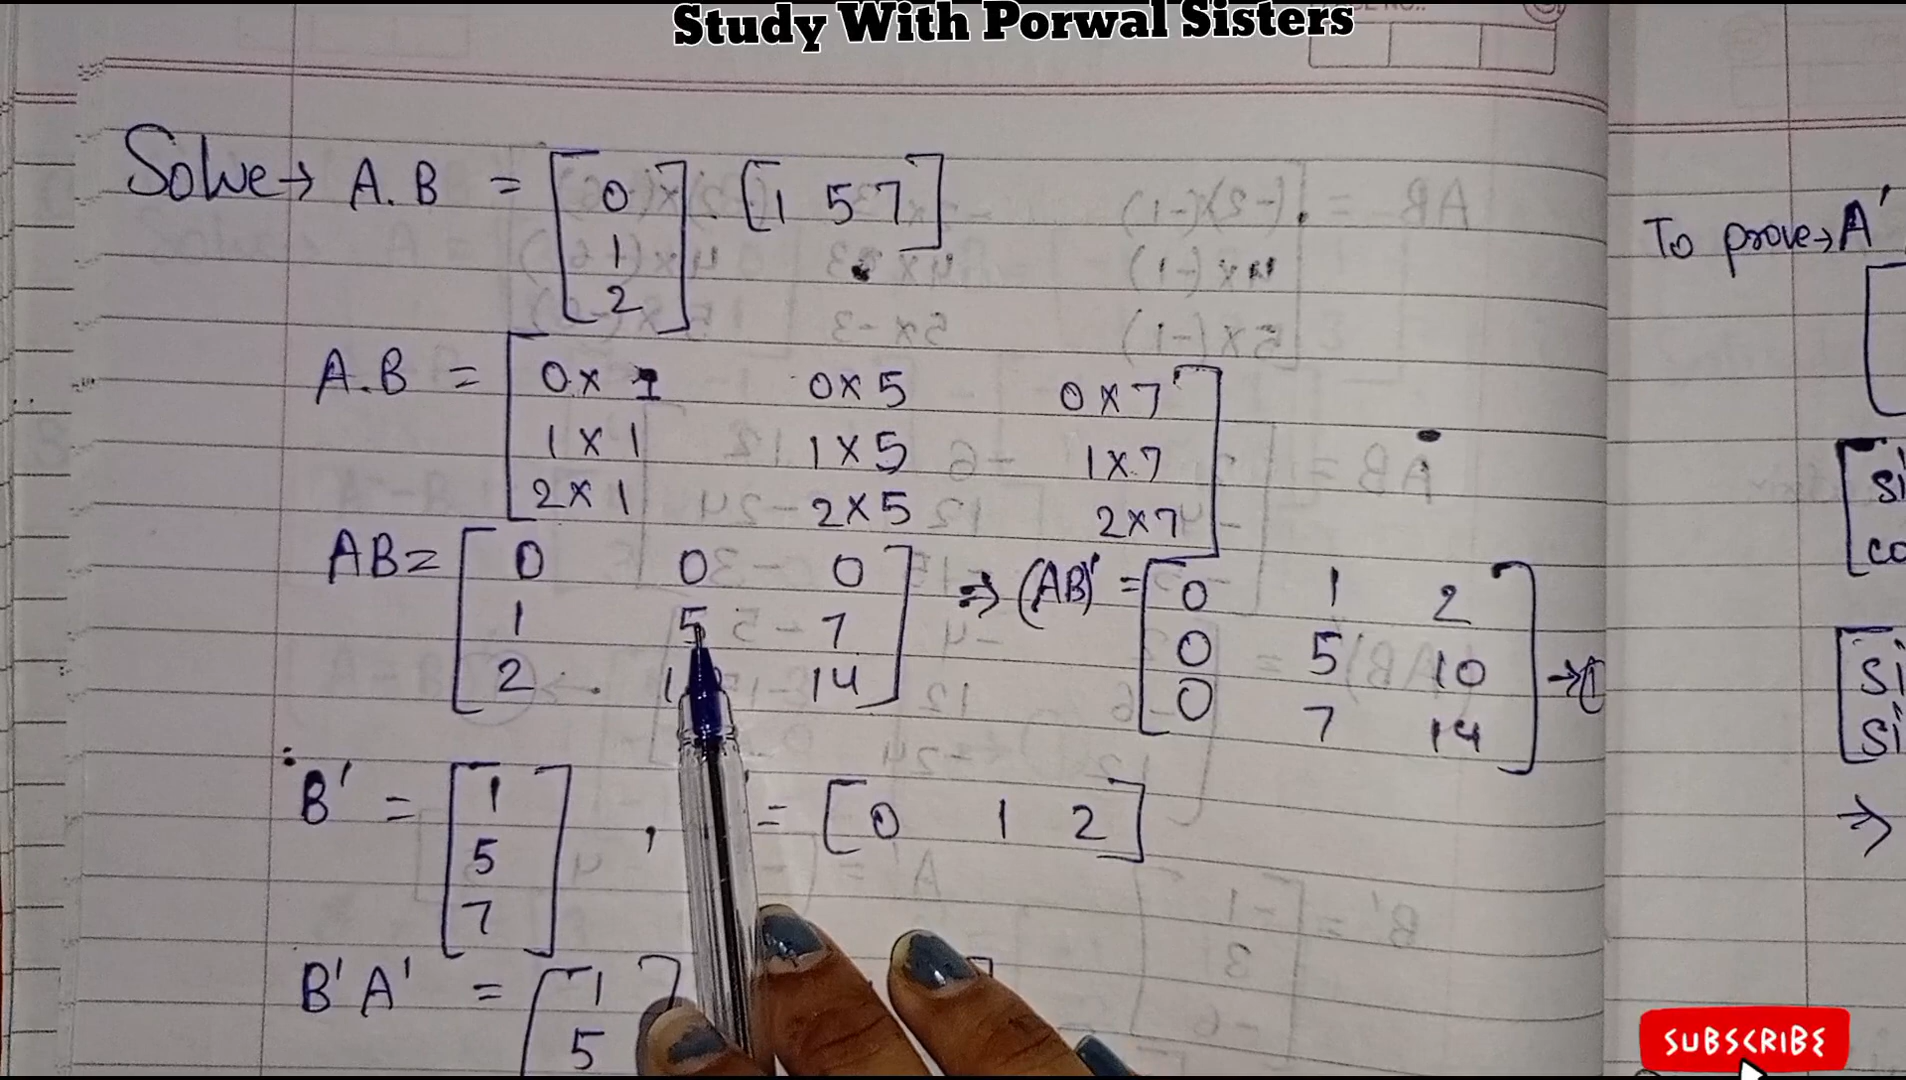 Study With Porwal Sisters
Solve → A.B = [0 1 2] . [1 5 7]
A.B = [0×1 0×5 0×7
1×1 1×5 1×7
2×1 2×5 2×7]
AB = [0 0 0 ⇒ (AB)' = [0 1 2
1 5 7 0 5 10 → ①
2 14] 0 7 14]
B' = [1 5 7] , = [0 1 2]
B'A' = [1
5
To prove → A'
SUBSCRIBE